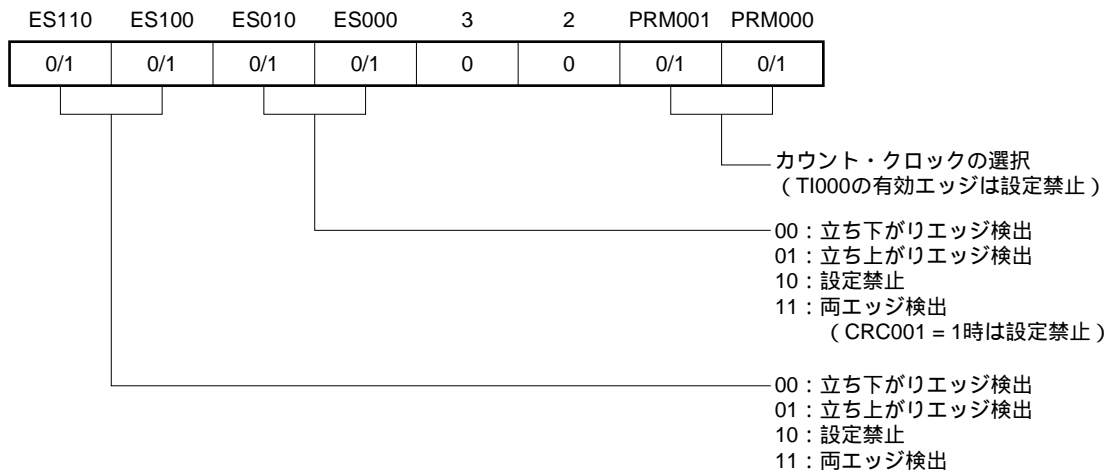 ES110 ES100 ES010 ES000 3 2 PRM001 PRM000
0/1 0/1 0/1 0/1 0 0 0/1 0/1
カウント・クロックの選択
（TI000の有効エッジは設定禁止）
00：立ち下がりエッジ検出
01：立ち上がりエッジ検出
10：設定禁止
11：両エッジ検出
（CRC001 = 1時は設定禁止）
00：立ち下がりエッジ検出
01：立ち上がりエッジ検出
10：設定禁止
11：両エッジ検出